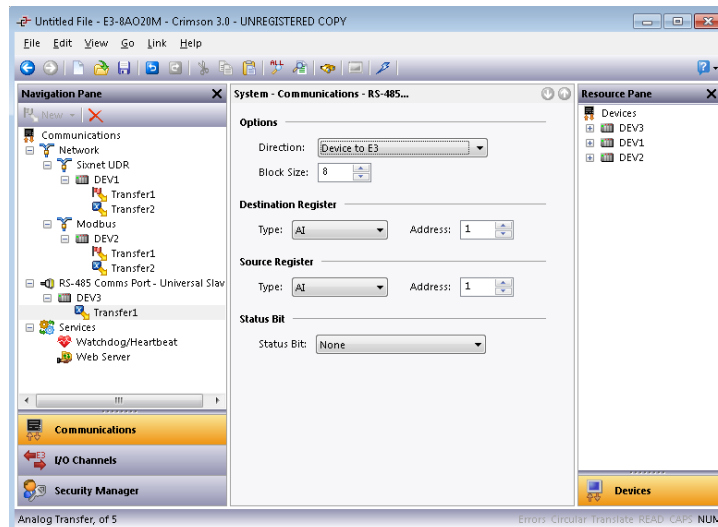 Untitled File - E3-8AO20M - Crimson 3.0 - UNREGISTERED COPY
File Edit View Go Link Help
ALL
Navigation Pane
New
Communications
Network
Sixnet UDR
DEV1
Transfer1
Transfer2
Modbus
DEV2
Transfer1
Transfer2
RS-485 Comms Port - Universal Slav
DEV3
Transfer1
Services
Watchdog/Heartbeat
Web Server
Communications
E3
I/O Channels
Security Manager
System - Communications - RS-485...
Options
Direction: Device to E3
Block Size: 8
Destination Register
Type: AI Address: 1
Source Register
Type: AI Address: 1
Status Bit
Status Bit: None
Resource Pane
Devices
DEV3
DEV1
DEV2
Devices
Analog Transfer, of 5
Errors Circular Translate READ CAPS NUM